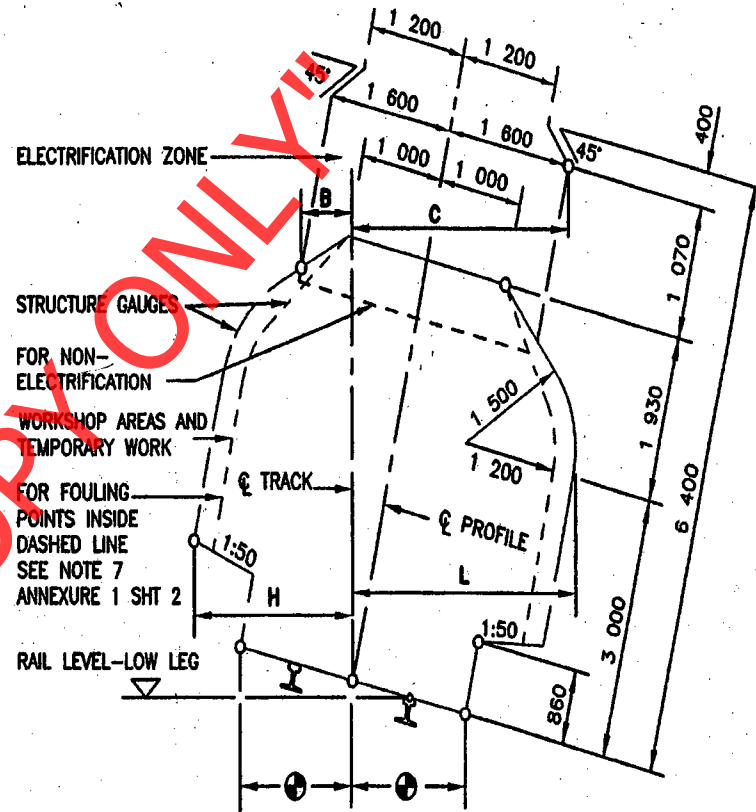 1 200
1 200
45°
1 600
1 600
45°
400
ELECTRIFICATION ZONE
1 000
1 000
B
C
1 070
STRUCTURE GAUGES
FOR NON-
ELECTRIFICATION
1 500
1 930
WORKSHOP AREAS AND
TEMPORARY WORK
1 200
6 400
℄ TRACK
FOR FOULING
POINTS INSIDE
DASHED LINE
SEE NOTE 7
ANNEXURE 1 SHT 2
℄ PROFILE
1:50
H
L
1:50
3 000
RAIL LEVEL-LOW LEG
860
COPY ONLY"